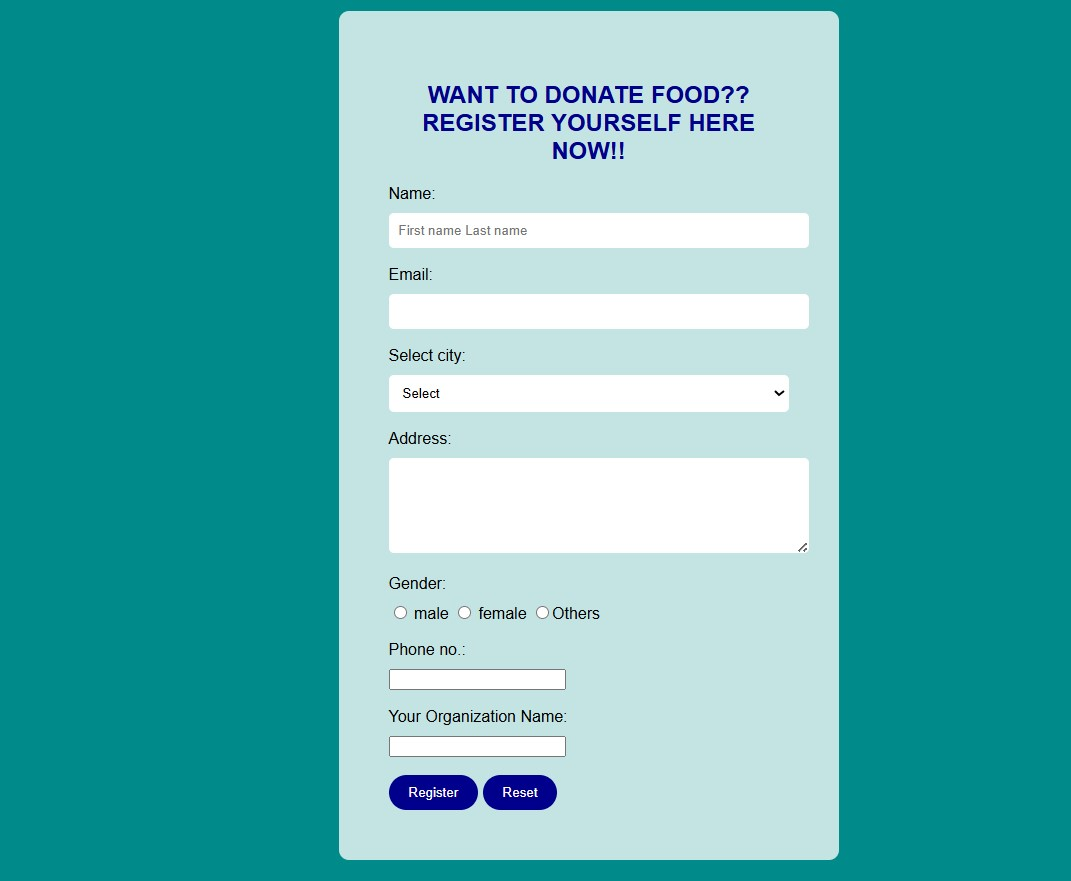 WANT TO DONATE FOOD??
REGISTER YOURSELF HERE
NOW!!
Name:
First name Last name
Email:
Select city:
Select
Address:
Gender:
male female Others
Phone no.:
Your Organization Name:
Register Reset